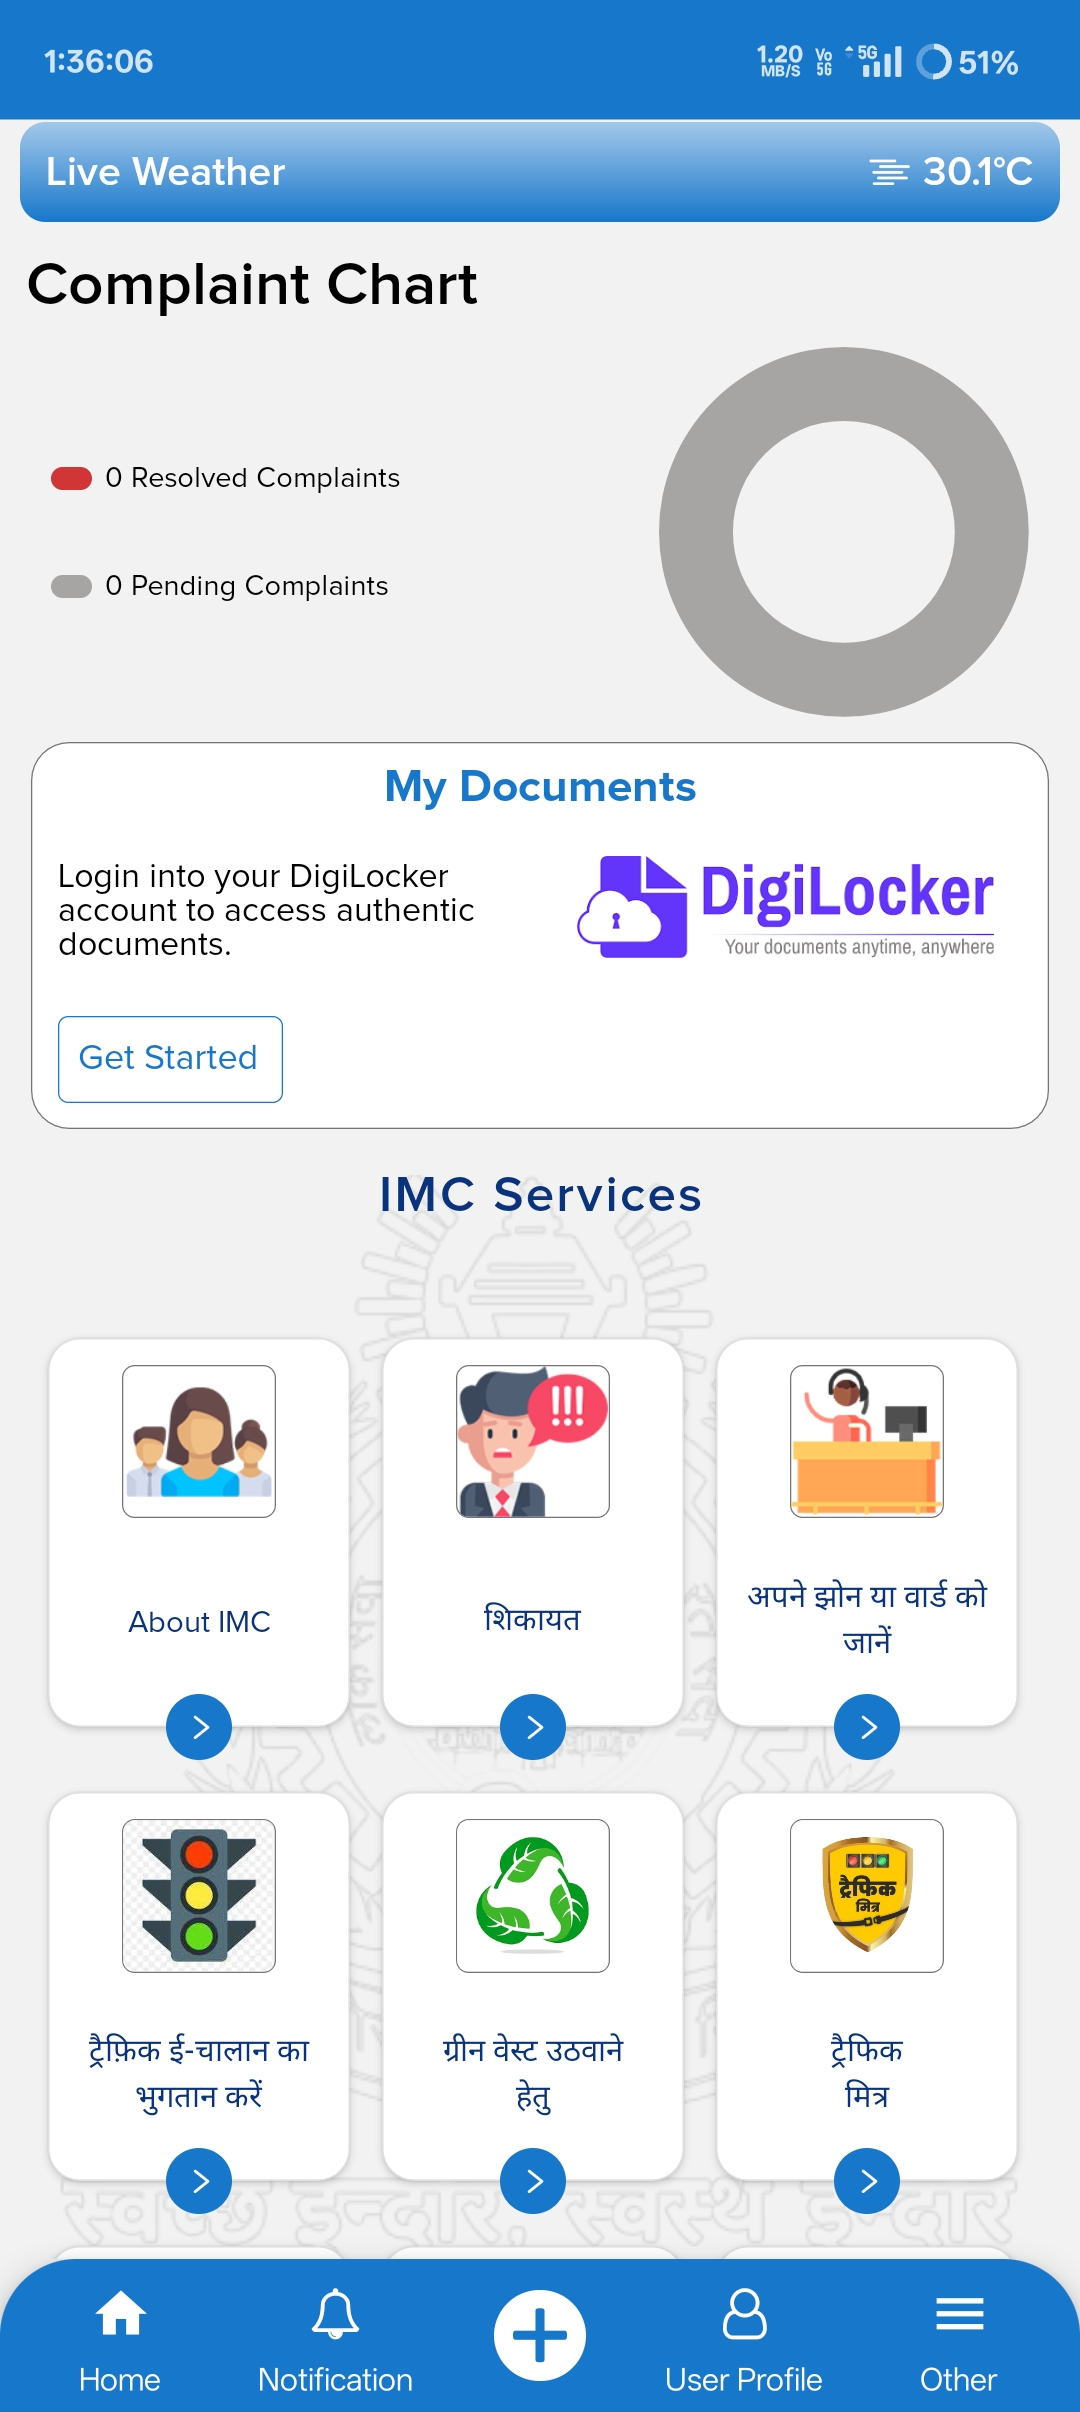 1:36:06
1.20 MB/S Vo 5G 5G 51%
Live Weather 30.1°C
Complaint Chart
0 Resolved Complaints
0 Pending Complaints
My Documents
Login into your DigiLocker
account to access authentic
documents.
DigiLocker
Your documents anytime, anywhere
Get Started
IMC Services
!!!
About IMC
शिकायत
अपने झोन या वार्ड को
जानें
ट्रैफिक
मित्र
ट्रैफ़िक ई-चालान का
भुगतान करें
ग्रीन वेस्ट उठवाने
हेतु
ट्रैफिक
मित्र
स्वच्छ इन्दौर, स्वस्थ इन्दौर
Home
Notification
User Profile
Other